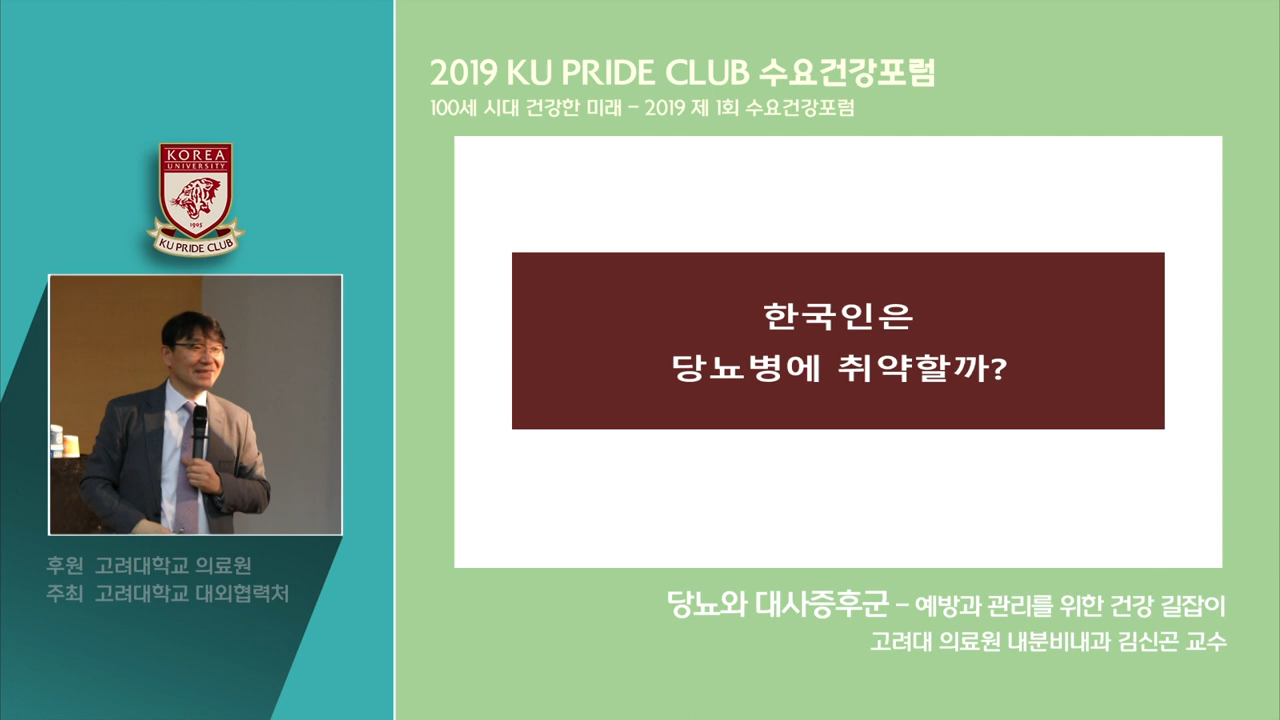 2019 KU PRIDE CLUB 수요건강포럼
100세 시대 건강한 미래 – 2019 제 1회 수요건강포럼
KOREA
UNIVERSITY
1905
KU PRIDE CLUB
한국인은
당뇨병에 취약할까?
후원 고려대학교 의료원
주최 고려대학교 대외협력처
당뇨와 대사증후군 – 예방과 관리를 위한 건강 길잡이
고려대 의료원 내분비내과 김신곤 교수